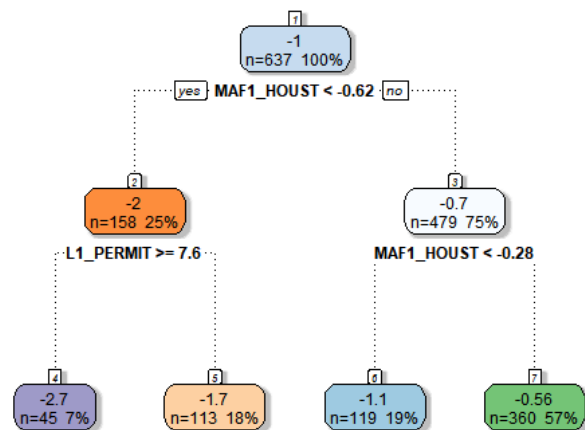 1
-1
n=637 100%
yes MAF1_HOUST < -0.62 no
2 3
-2 -0.7
n=158 25% n=479 75%
L1_PERMIT >= 7.6 MAF1_HOUST < -0.28
4 5 6 7
-2.7 -1.7 -1.1 -0.56
n=45 7% n=113 18% n=119 19% n=360 57%